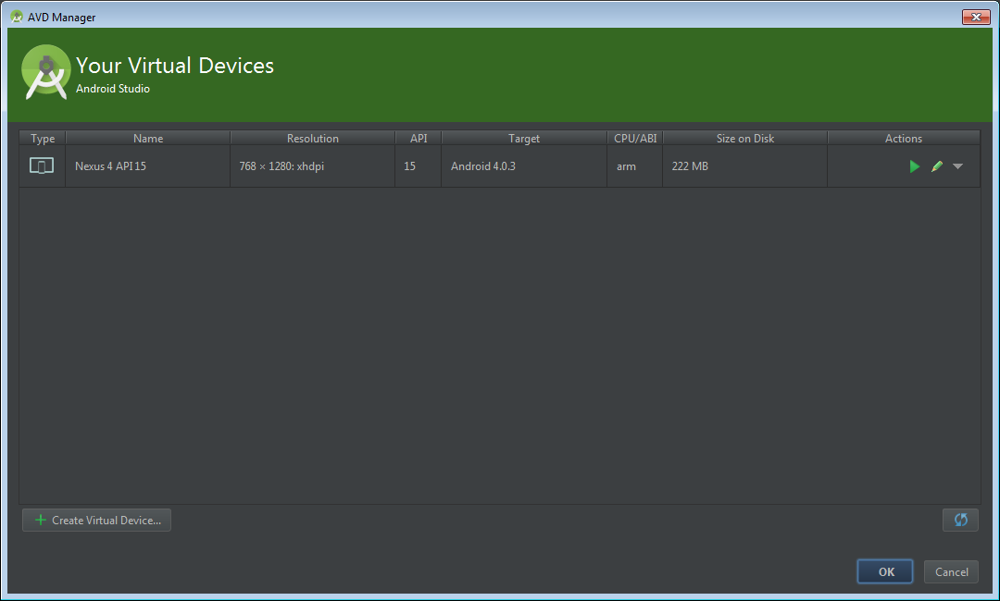 AVD Manager
Your Virtual Devices
Android Studio
Type Name Resolution API Target CPU/ABI Size on Disk Actions
Nexus 4 API 15 768 × 1280: xhdpi 15 Android 4.0.3 arm 222 MB
Create Virtual Device...
OK Cancel